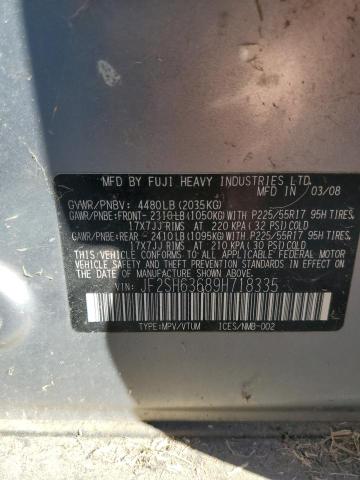 MFD BY FUJI HEAVY INDUSTRIES LTD.
MFD IN 03/08
GVWR/PNBV: 4480LB(2035KG)
GAWR/PNBE:FRONT- 2310LB(1050KG)WITH P225/55R17 95H TIRES
17X7JJ RIMS AT 220 KPA(32 PSI)COLD
GAWR/PNBE:REAR - 2410LB(1095KG)WITH P225/55R17 95H TIRES
17X7JJ RIMS AT 210 KPA(30 PSI)COLD
THIS VEHICLE CONFORMS TO ALL APPLICABLE FEDERAL MOTOR
VEHICLE SAFETY AND THEFT PREVENTION STANDARDS IN
EFFECT ON THE DATE OF MANUFACTURE SHOWN ABOVE.
VIN: JF2SH63689H718335
TYPE:MPV/VTUM ICES/NMB-002